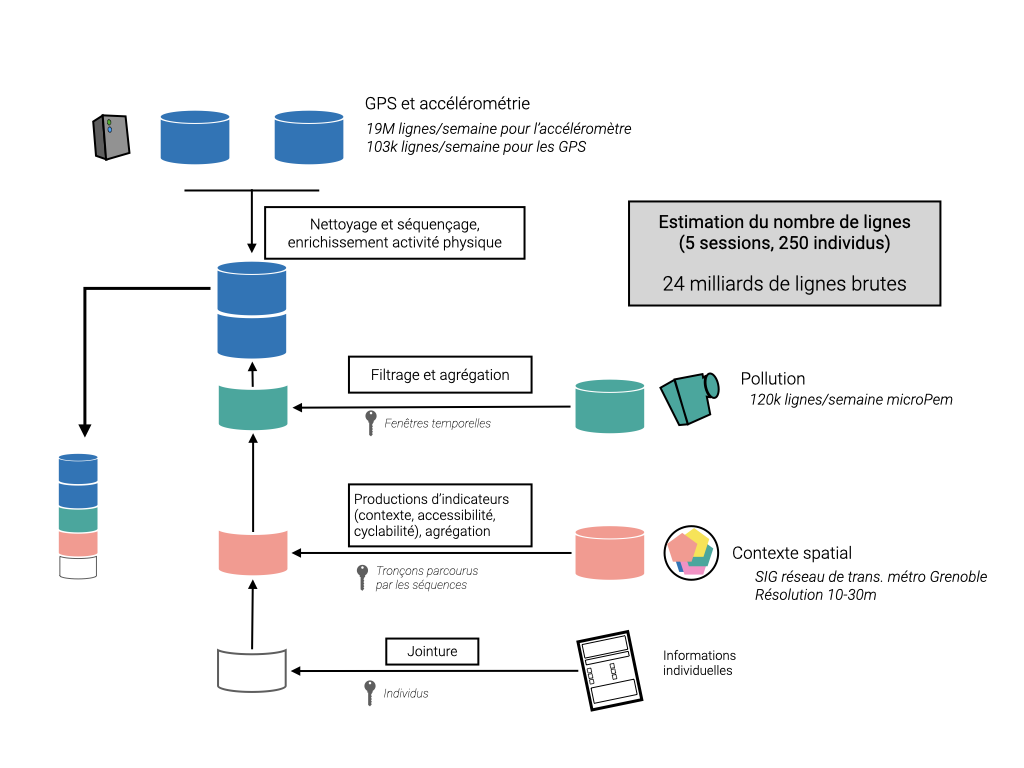 GPS et accélérométrie
19M lignes/semaine pour l'accéléromètre
103k lignes/semaine pour les GPS
Nettoyage et séquençage,
enrichissement activité physique
Estimation du nombre de lignes
(5 sessions, 250 individus)
24 milliards de lignes brutes
Filtrage et agrégation
Fenêtres temporelles
Pollution
120k lignes/semaine microPem
Productions d'indicateurs
(contexte, accessibilité,
cyclabilité), agrégation
Tronçons parcourus
par les séquences
Contexte spatial
SIG réseau de trans. métro Grenoble
Résolution 10-30m
Jointure
Individus
Informations
individuelles